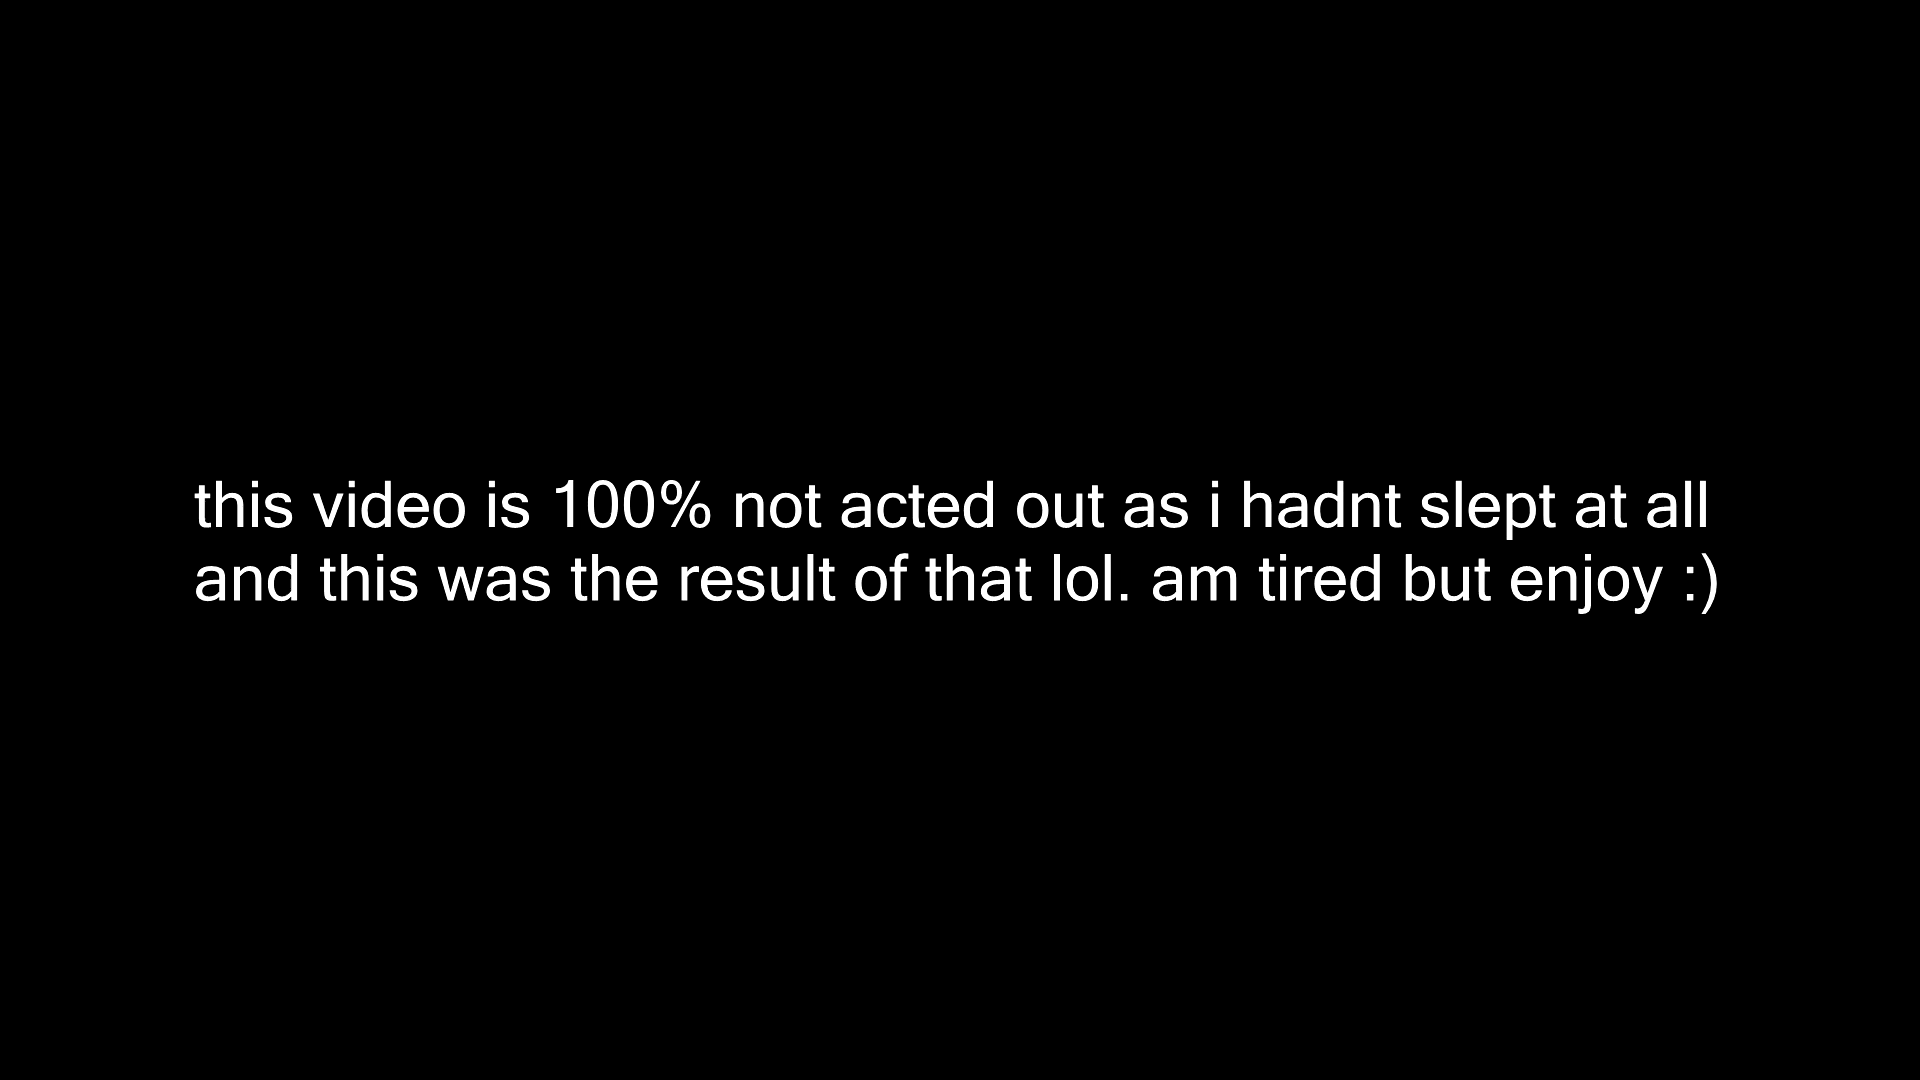 this video is 100% not acted out as i hadnt slept at all
and this was the result of that lol. am tired but enjoy :)